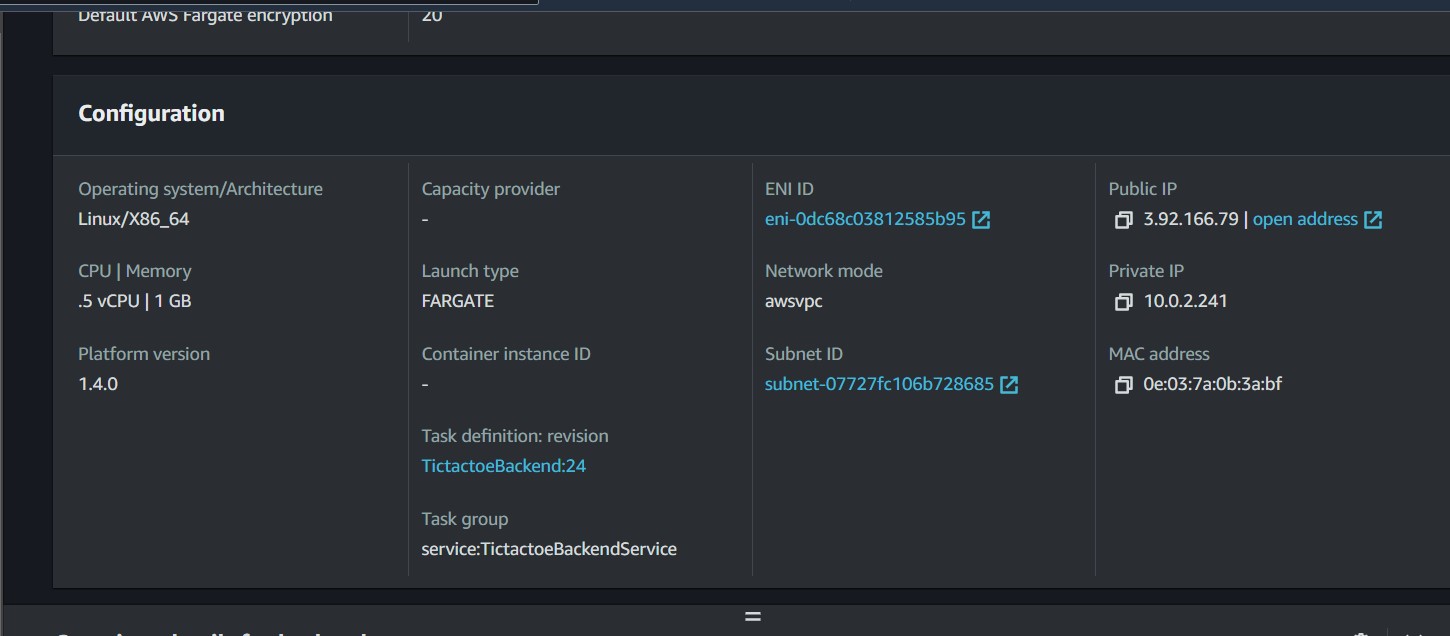 Default AWS Fargate encryption
20
Configuration
Operating system/Architecture
Linux/X86_64
CPU | Memory
.5 vCPU | 1 GB
Platform version
1.4.0
Capacity provider
-
Launch type
FARGATE
Container instance ID
-
Task definition: revision
TictactoeBackend:24
Task group
service:TictactoeBackendService
ENI ID
eni-0dc68c03812585b95
Network mode
awsvpc
Subnet ID
subnet-07727fc106b728685
Public IP
3.92.166.79 | open address
Private IP
10.0.2.241
MAC address
0e:03:7a:0b:3a:bf